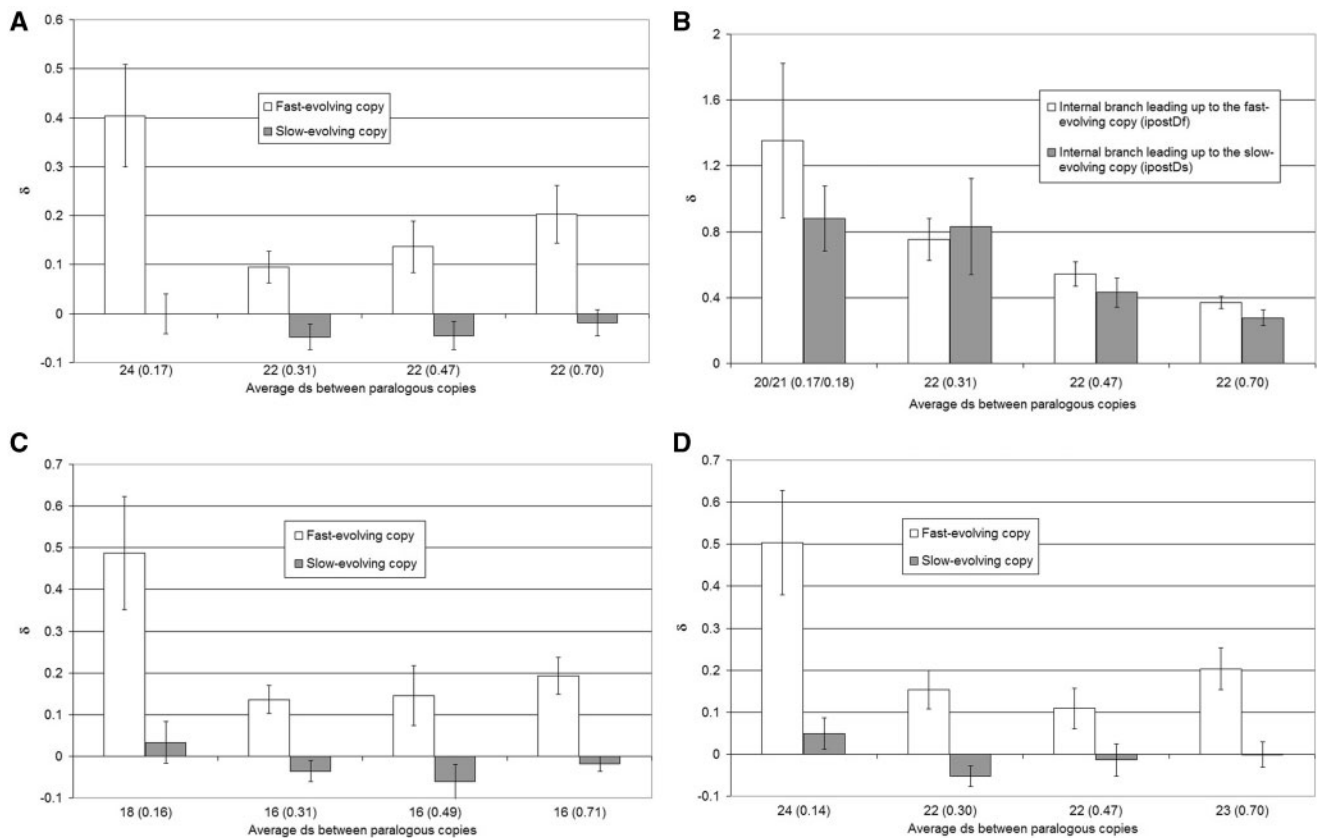 A
0.6
0.5
0.4
0.3
0.2
0.1
0
-0.1
δ
Fast-evolving copy
Slow-evolving copy
24 (0.17) 22 (0.31) 22 (0.47) 22 (0.70)
Average ds between paralogous copies
B
2
1.6
1.2
0.8
0.4
0
δ
Internal branch leading up to the fast-
evolving copy (ipostDf)
Internal branch leading up to the slow-
evolving copy (ipostDs)
20/21 (0.17/0.18) 22 (0.31) 22 (0.47) 22 (0.70)
Average ds between paralogous copies
C
0.7
0.6
0.5
0.4
0.3
0.2
0.1
0
-0.1
δ
Fast-evolving copy
Slow-evolving copy
18 (0.16) 16 (0.31) 16 (0.49) 16 (0.71)
Average ds between paralogous copies
D
0.7
0.6
0.5
0.4
0.3
0.2
0.1
0
-0.1
δ
Fast-evolving copy
Slow-evolving copy
24 (0.14) 22 (0.30) 22 (0.47) 23 (0.70)
Average ds between paralogous copies